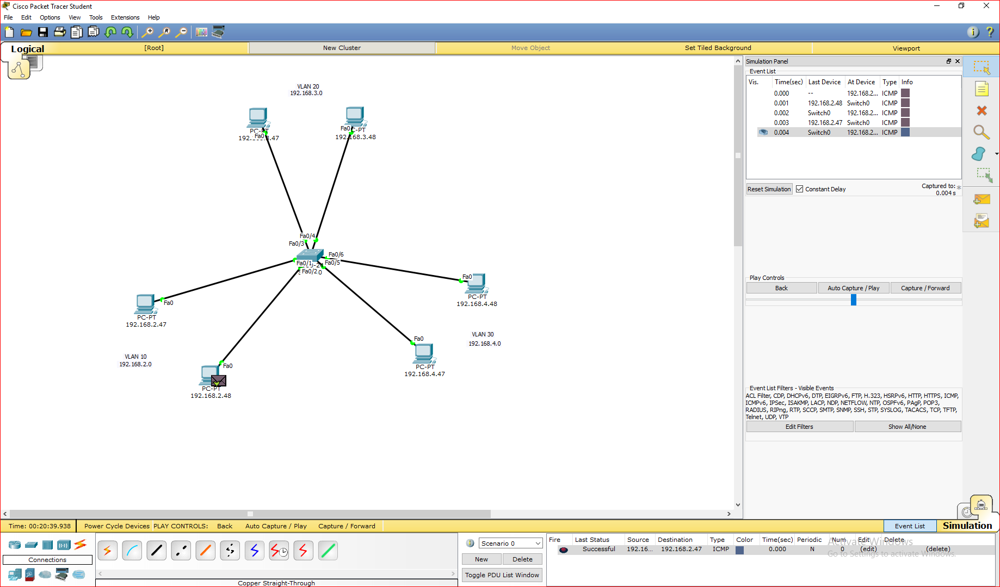 Cisco Packet Tracer Student
File Edit Options View Tools Extensions Help
Logical [Root] New Cluster Move Object Set Tiled Background Viewport
VLAN 20
192.168.3.0
PC-PT
Fa0
Fa0
C-PT
192.168.3.48
Fa0/4
Fa0/3
Fa0/6
Fa0/1
Fa0/5
Fa0/2
Fa0
PC-PT
192.168.2.47
Fa0
PC-PT
192.168.4.48
VLAN 30
192.168.4.0
Fa0
PC-PT
192.168.4.47
VLAN 10
192.168.2.0
Fa0
PC-PT
192.168.2.48
Simulation Panel
Event List
Vis. Time(sec) Last Device At Device Type Info
0.000 -- 192.168.2... ICMP
0.001 192.168.2.48 Switch0 ICMP
0.002 Switch0 192.168.2... ICMP
0.003 192.168.2.47 Switch0 ICMP
0.004 Switch0 192.168.2... ICMP
Reset Simulation Constant Delay Captured to: *
0.004 s
Play Controls
Back Auto Capture / Play Capture / Forward
Event List Filters - Visible Events
ACL Filter, CDP, DHCPv6, DTP, EIGRPv6, FTP, H.323, HSRPv6, HTTP, HTTPS, ICMP,
ICMPv6, IPSec, ISAKMP, LACP, NDP, NETFLOW, NTP, OSPFv6, PAgP, POP3,
RADIUS, RIPng, RTP, SCCP, SMTP, SNMP, SSH, STP, SYSLOG, TACACS, TCP, TFTP,
Telnet, UDP, VTP
Edit Filters Show All/None
Time: 00:20:39.938 Power Cycle Devices PLAY CONTROLS: Back Auto Capture / Play Capture / Forward Event List Simulation
Connections
Copper Straight-Through
Scenario 0
New Delete
Toggle PDU List Window
Fire Last Status Source Destination Type Color Time(sec) Periodic Num Edit Delete
Successful 192.16... 192.168.2.47 ICMP 0.000 N 0 (edit) (delete)
Activate Windows
Go to Settings to activate Windows.